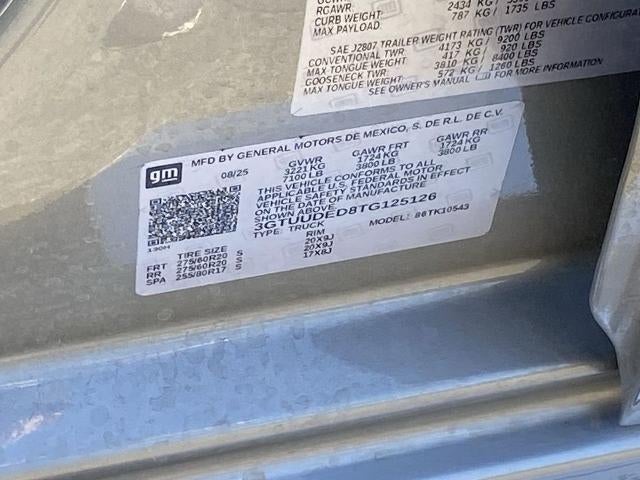 RGAWR:
CURB WEIGHT: 2434 KG /
MAX PAYLOAD: 787 KG / 1735 LBS
SAE J2807 TRAILER WEIGHT RATING (TWR) FOR VEHICLE CONFIGURA
CONVENTIONAL TWR: 4173 KG / 9200 LBS
MAX TONGUE WEIGHT: 417 KG / 920 LBS
GOOSENECK TWR: 3810 KG / 8400 LBS
MAX TONGUE WEIGHT: 572 KG / 1260 LBS
SEE OWNER'S MANUAL FOR MORE INFORMATION
gm
MFD BY GENERAL MOTORS DE MEXICO, S. DE R.L. DE C.V.
08/25 GVWR GAWR FRT GAWR RR
3221 KG 1724 KG 1724 KG
7100 LB 3800 LB 3800 LB
THIS VEHICLE CONFORMS TO ALL
APPLICABLE U.S. FEDERAL MOTOR
VEHICLE SAFETY STANDARDS IN EFFECT
ON THE DATE OF MANUFACTURE
SHOWN ABOVE
3GTUUDED8TG125126
TYPE: TRUCK MODEL: 86TK10543
130H
TIRE SIZE RIM
FRT 275/60R20 S 20X9J
RR 275/60R20 S 20X9J
SPA 255/80R17 S 17X8J